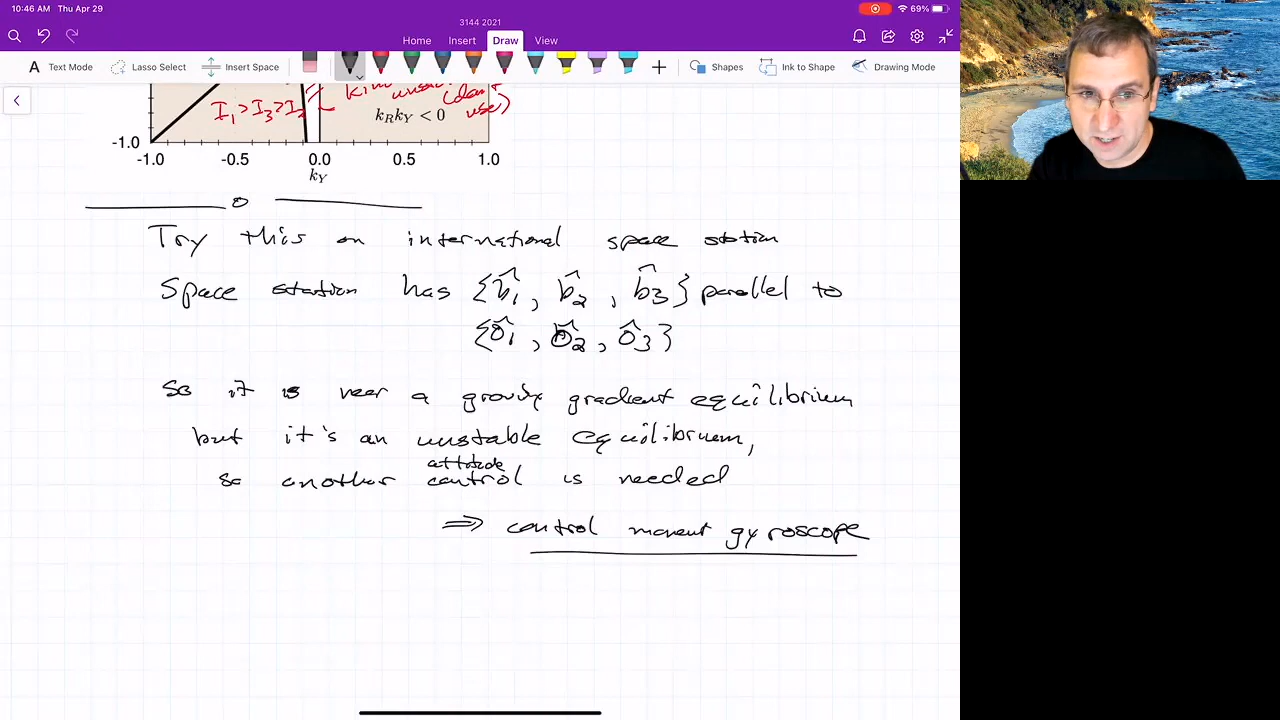 10:46 AM Thu Apr 29
69%
3144 2021
Home Insert Draw View
Text Mode Lasso Select Insert Space Shapes Ink to Shape Drawing Mode
I₁>I₃>I₂
(don't use)
k_R k_Y < 0
-1.0
-1.0 -0.5 0.0 0.5 1.0
k_Y
Try this on international space station
Space station has {b̂₁, b̂₂, b̂₃} parallel to
{ô₁, ô₂, ô₃}
So it is near a gravity gradient equilibrium
but it's an unstable equilibrium,
attitude
so another control is needed
⇒ control moment gyroscope